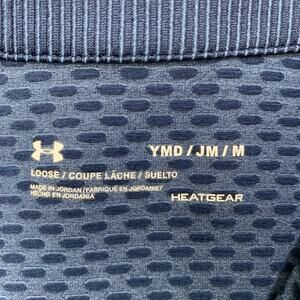 YMD / JM / M
LOOSE / COUPE LÂCHE / SUELTO
MADE IN JORDAN / FABRIQUÉ EN JORDANIE /
HECHO EN JORDANIA
HEATGEAR